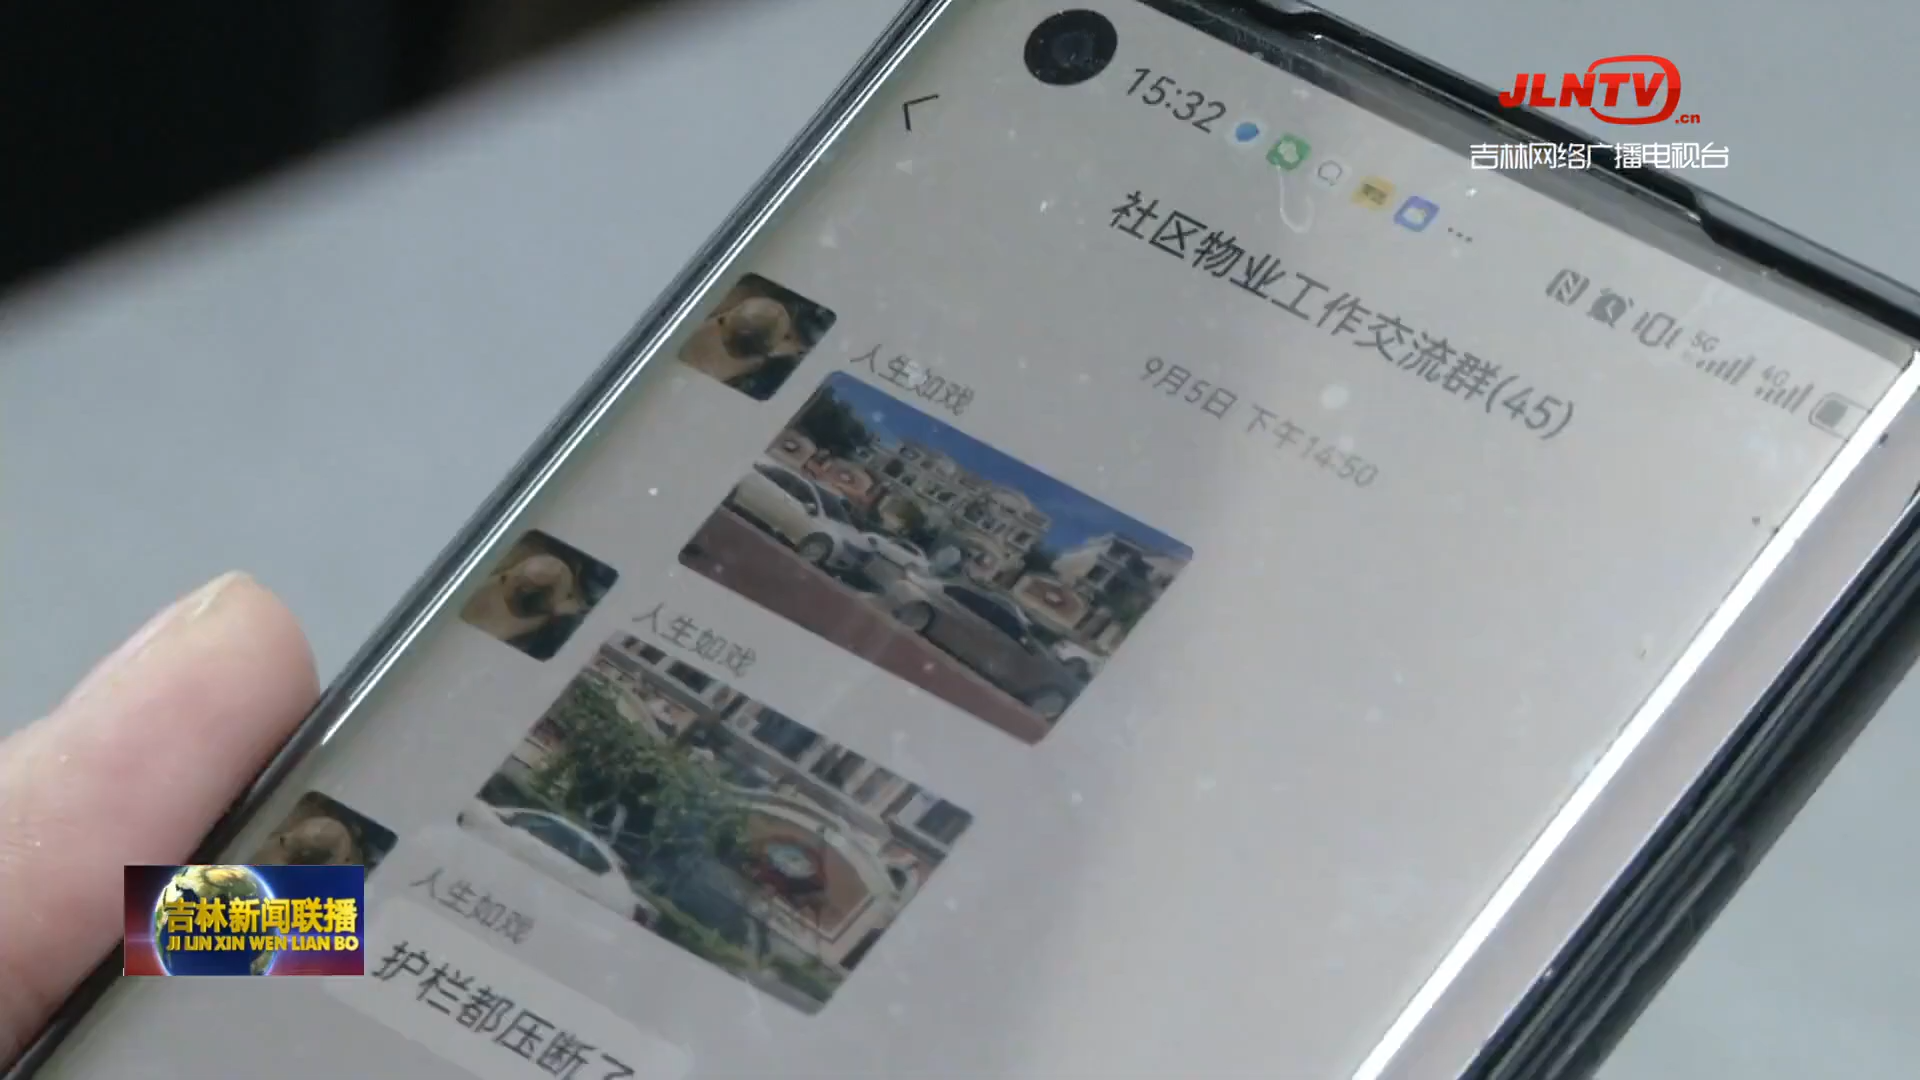 JLNTV.cn
吉林网络广播电视台
15:32
5G
4G
社区物业工作交流群(45)
9月5日 下午14:50
人生如戏
人生如戏
人生如戏
护栏都压断了
吉林新闻联播
JI LIN XIN WEN LIAN BO